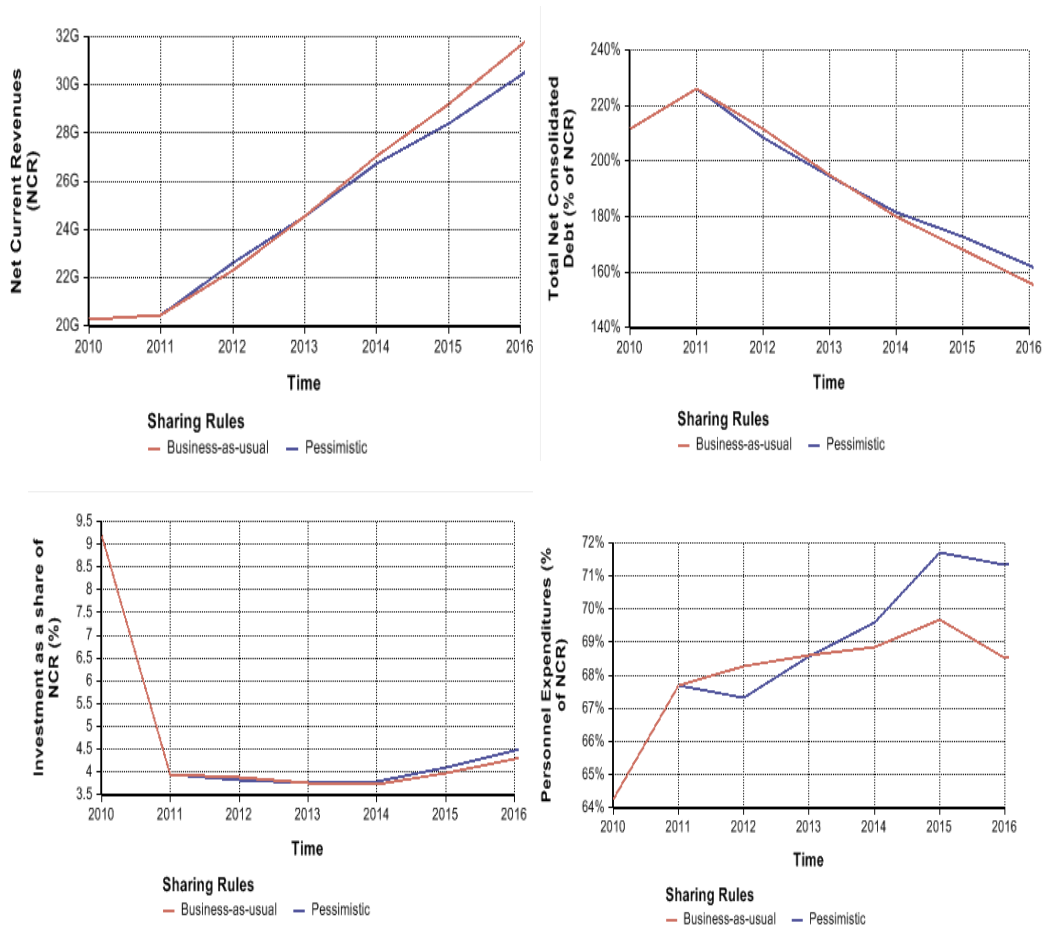 Net Current Revenues
(NCR)
32G
30G
28G
26G
24G
22G
20G
2010 2011 2012 2013 2014 2015 2016
Time
Sharing Rules
Business-as-usual Pessimistic
Total Net Consolidated
Debt (% of NCR)
240%
220%
200%
180%
160%
140%
2010 2011 2012 2013 2014 2015 2016
Time
Sharing Rules
Business-as-usual Pessimistic
Investment as a share of
NCR (%)
9.5
9
8.5
8
7.5
7
6.5
6
5.5
5
4.5
4
3.5
2010 2011 2012 2013 2014 2015 2016
Time
Sharing Rules
Business-as-usual Pessimistic
Personnel Expenditures (%
of NCR)
72%
71%
70%
69%
68%
67%
66%
65%
64%
2010 2011 2012 2013 2014 2015 2016
Time
Sharing Rules
Business-as-usual Pessimistic